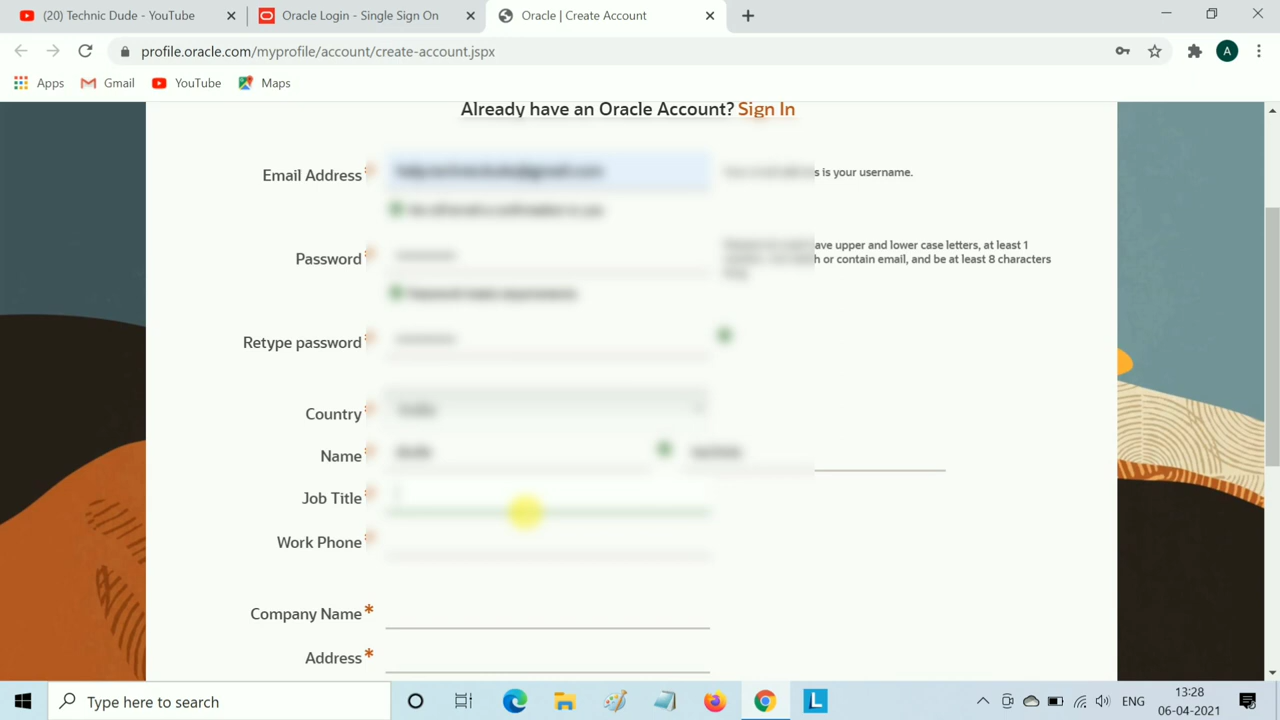 (20) Technic Dude - YouTube
Oracle Login - Single Sign On
Oracle | Create Account
profile.oracle.com/myprofile/account/create-account.jspx
A
Apps
Gmail
YouTube
Maps
Already have an Oracle Account? Sign In
Email Address*
s is your username.
Password*
ave upper and lower case letters, at least 1
h or contain email, and be at least 8 characters
Retype password*
Country*
Name*
Job Title*
Work Phone*
Company Name*
Address*
Type here to search
L
ENG
13:28
06-04-2021